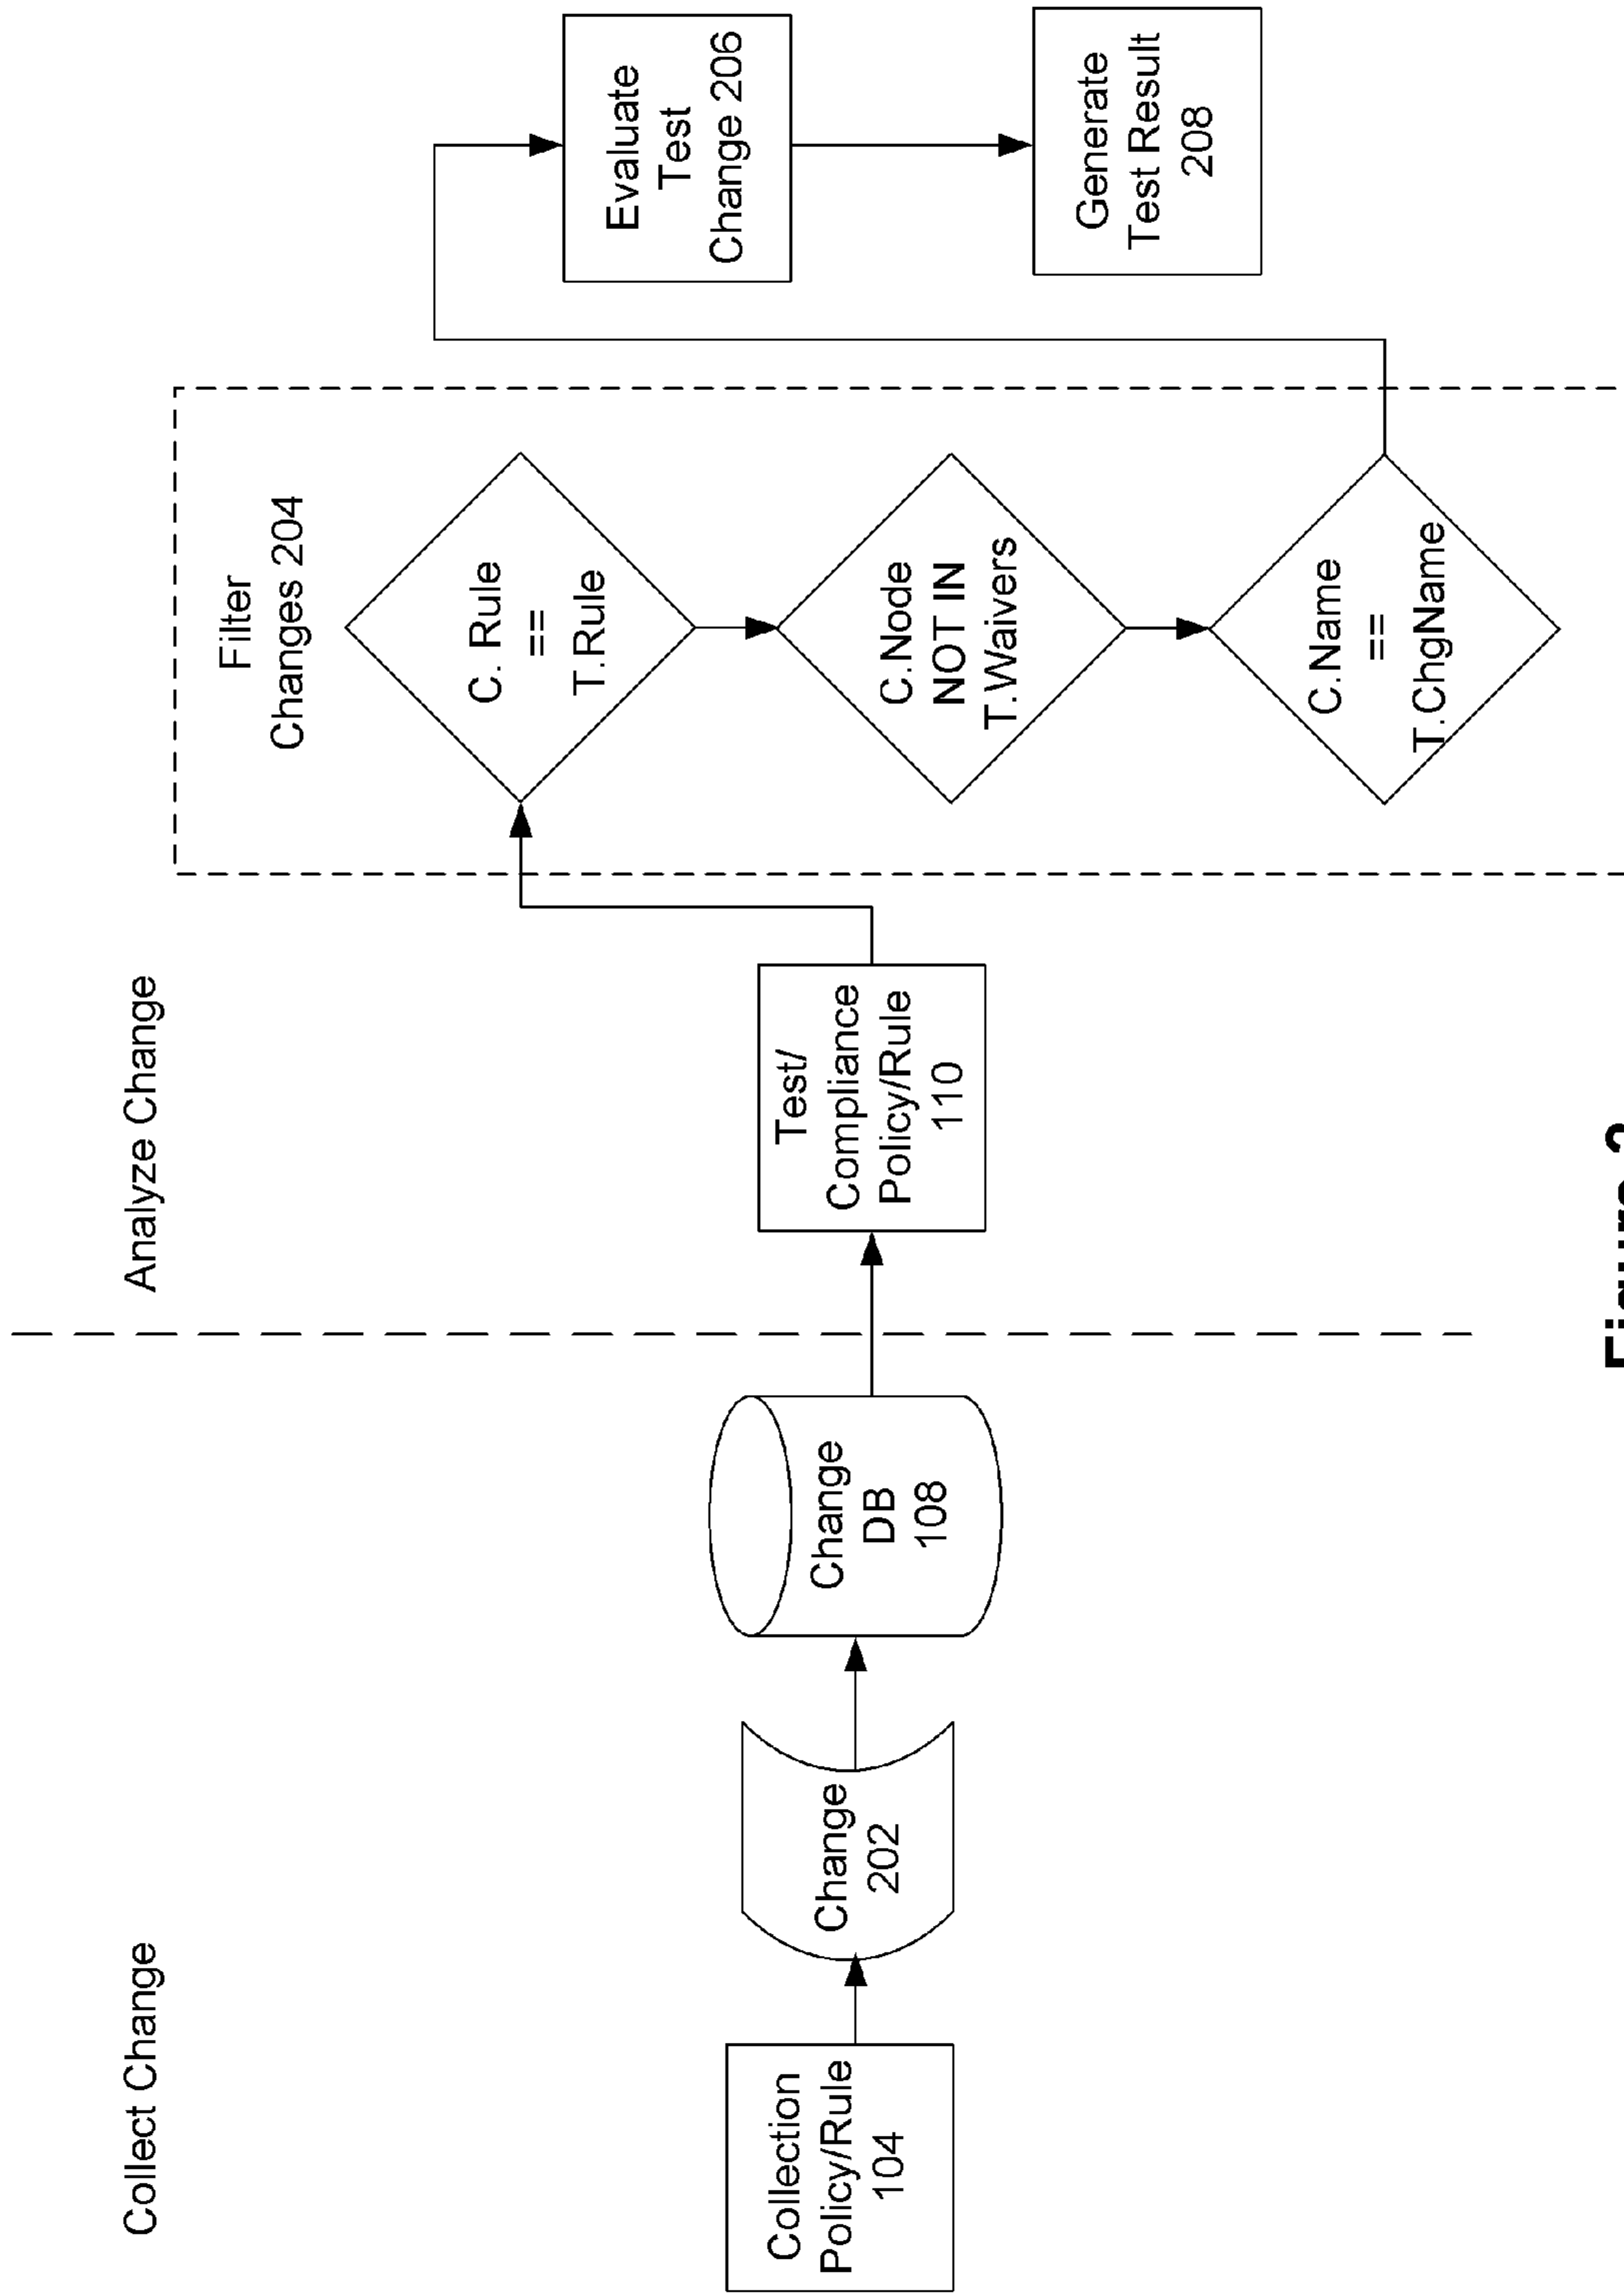 Collect Change
Analyze Change
Collection
Policy/Rule
104
Change
202
Change
DB
108
Test/
Compliance
Policy/Rule
110
Filter
Changes 204
C. Rule
==
T.Rule
C.Node
NOT IN
T.Waivers
C.Name
==
T.ChgName
Evaluate
Test
Change 206
Generate
Test Result
208